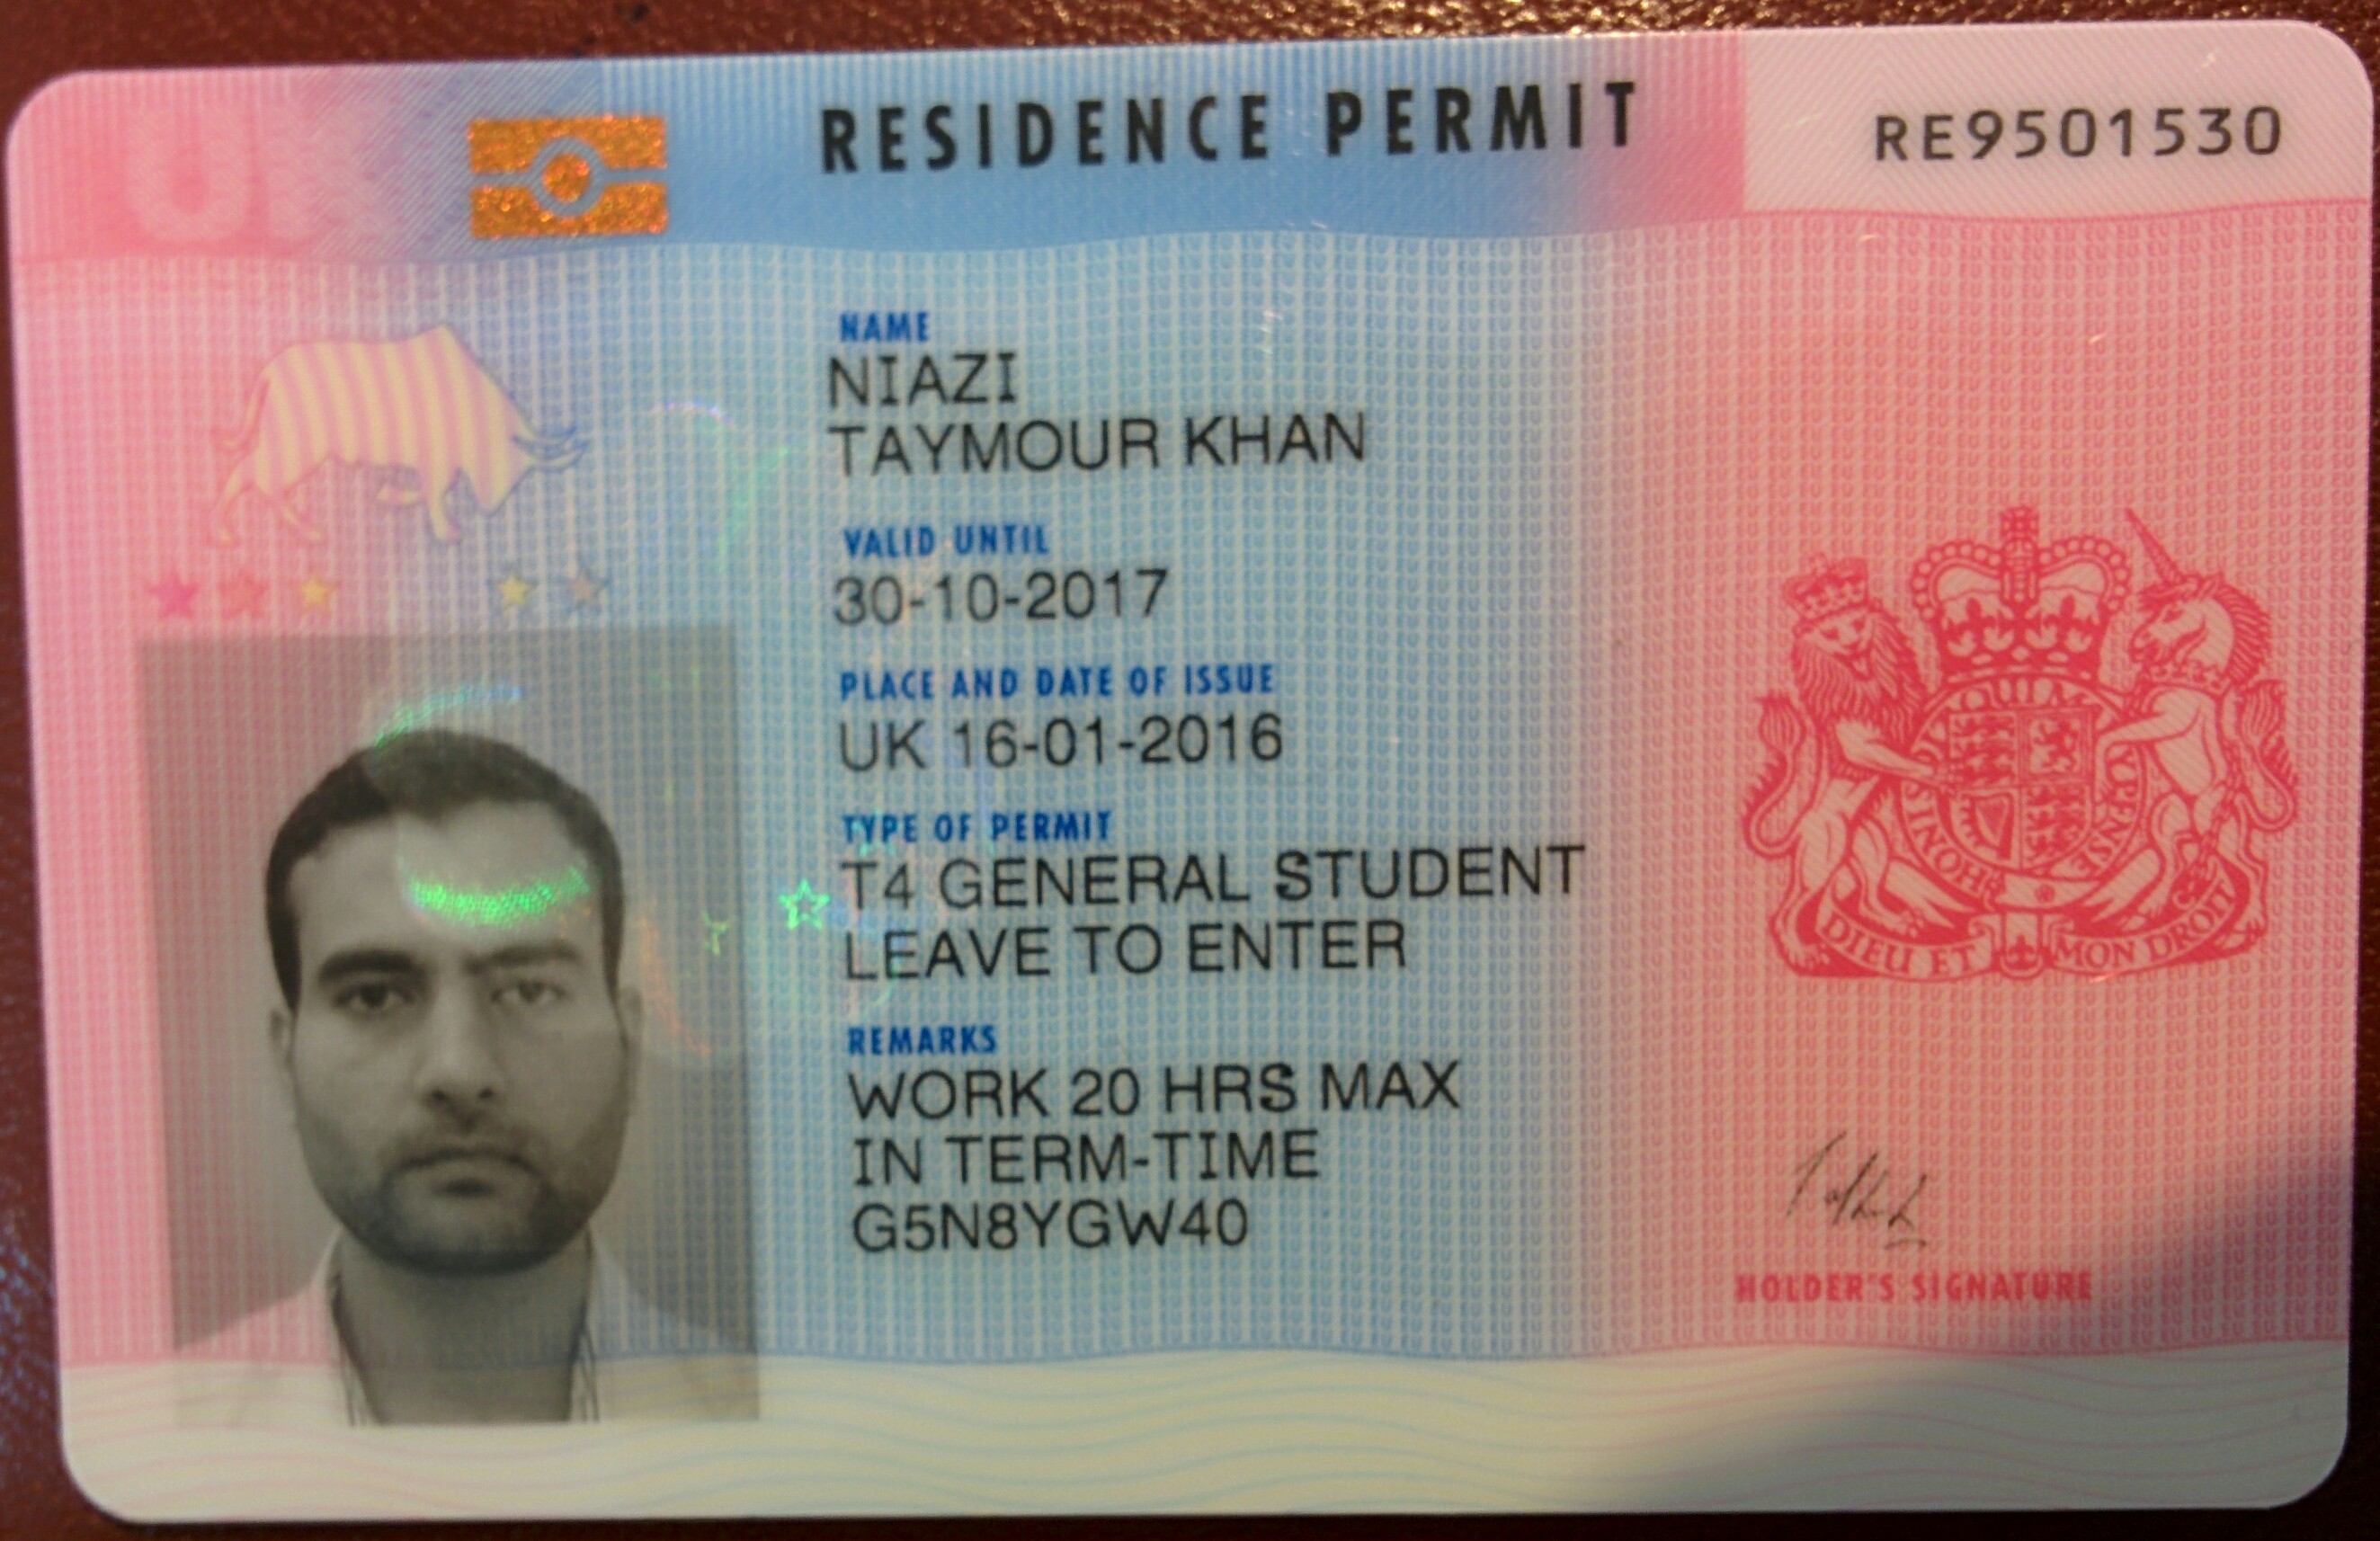 UK
RESIDENCE PERMIT
RE9501530
NAME
NIAZI
TAYMOUR KHAN
VALID UNTIL
30-10-2017
PLACE AND DATE OF ISSUE
UK 16-01-2016
TYPE OF PERMIT
T4 GENERAL STUDENT
LEAVE TO ENTER
REMARKS
WORK 20 HRS MAX
IN TERM-TIME
G5N8YGW40
DIEU ET MON DROIT
HOLDER'S SIGNATURE